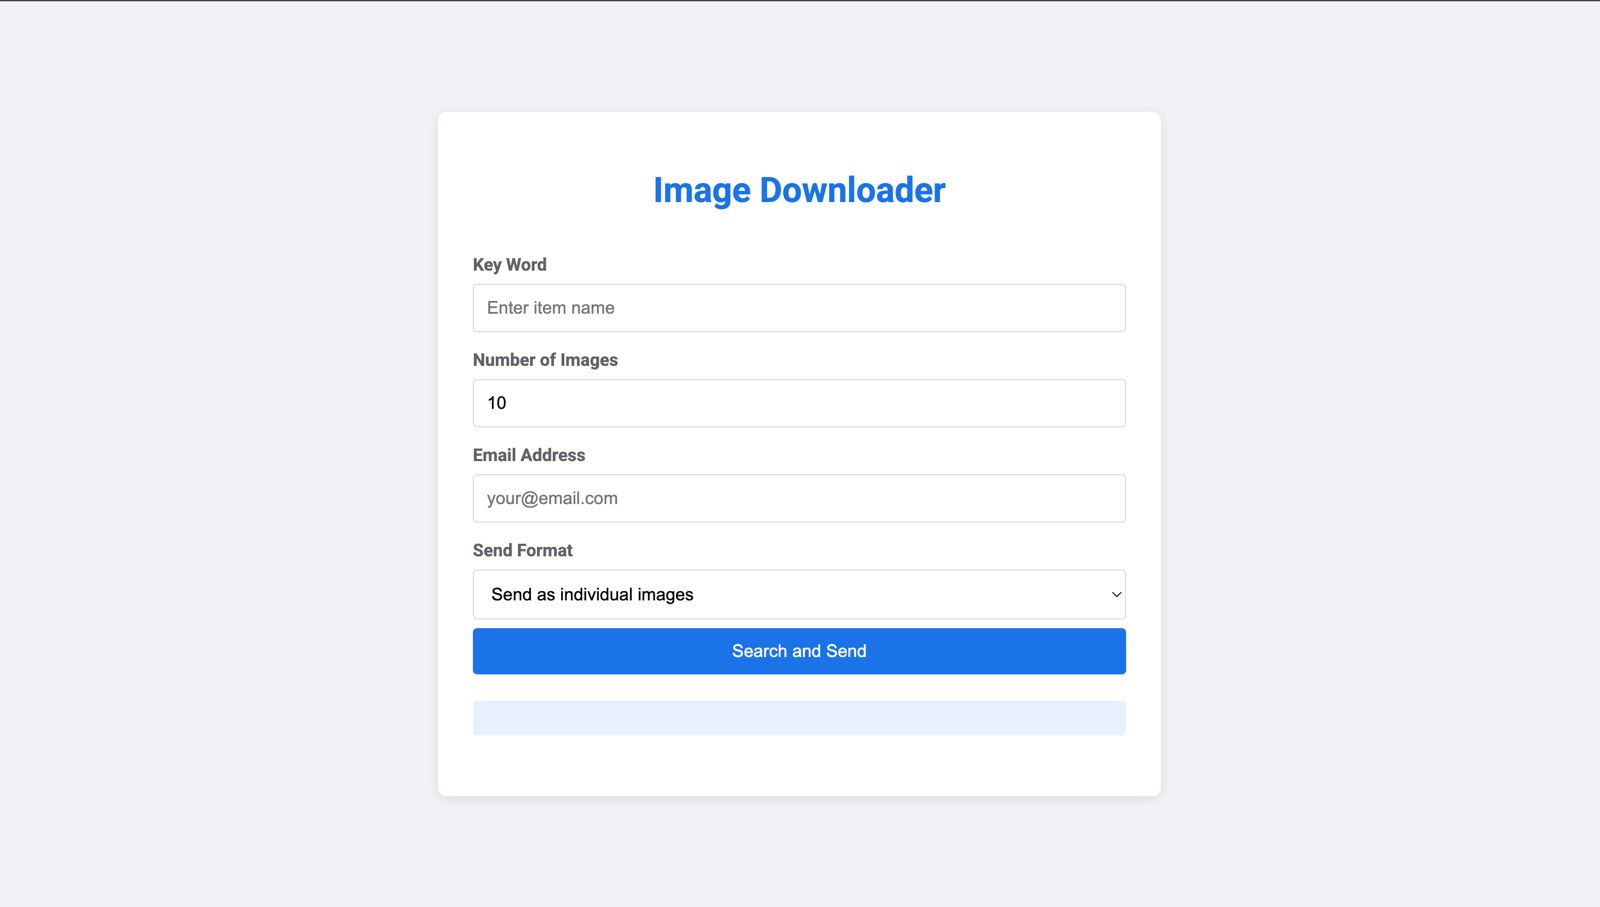 Image Downloader
Key Word
Enter item name
Number of Images
10
Email Address
your@email.com
Send Format
Send as individual images
Search and Send